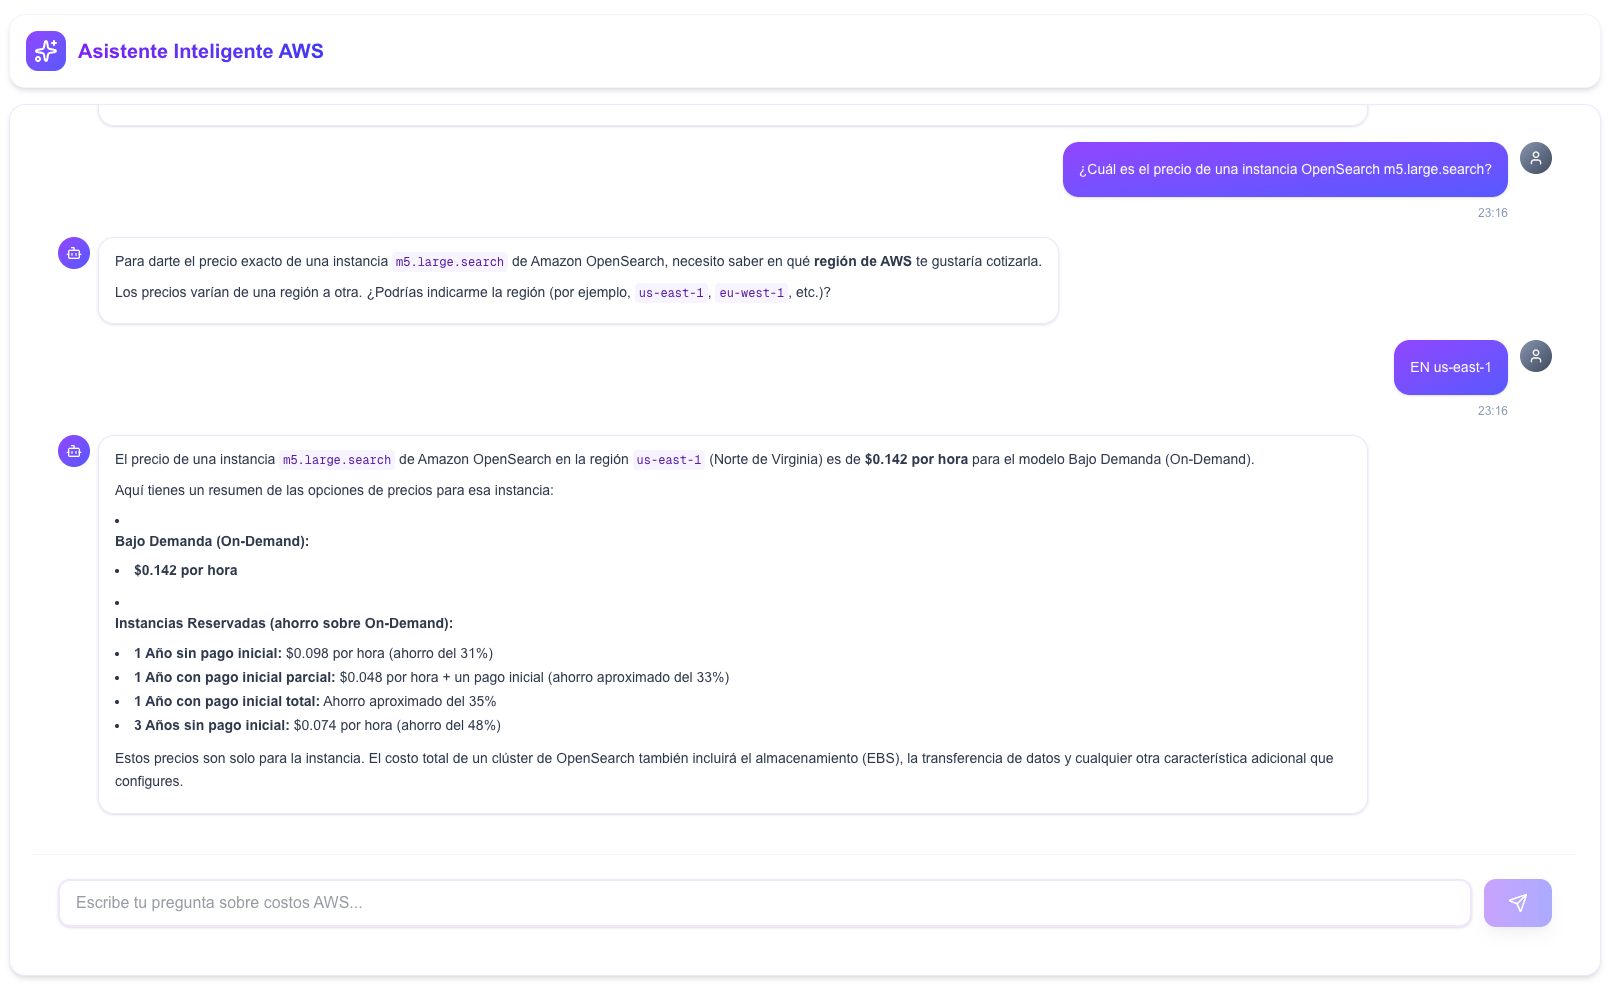 Asistente Inteligente AWS
¿Cuál es el precio de una instancia OpenSearch m5.large.search?
23:16
Para darte el precio exacto de una instancia m5.large.search de Amazon OpenSearch, necesito saber en qué región de AWS te gustaría cotizarla.
Los precios varían de una región a otra. ¿Podrías indicarme la región (por ejemplo, us-east-1, eu-west-1, etc.)?
EN us-east-1
23:16
El precio de una instancia m5.large.search de Amazon OpenSearch en la región us-east-1 (Norte de Virginia) es de $0.142 por hora para el modelo Bajo Demanda (On-Demand).
Aquí tienes un resumen de las opciones de precios para esa instancia:
•
Bajo Demanda (On-Demand):
• $0.142 por hora
•
Instancias Reservadas (ahorro sobre On-Demand):
• 1 Año sin pago inicial: $0.098 por hora (ahorro del 31%)
• 1 Año con pago inicial parcial: $0.048 por hora + un pago inicial (ahorro aproximado del 33%)
• 1 Año con pago inicial total: Ahorro aproximado del 35%
• 3 Años sin pago inicial: $0.074 por hora (ahorro del 48%)
Estos precios son solo para la instancia. El costo total de un clúster de OpenSearch también incluirá el almacenamiento (EBS), la transferencia de datos y cualquier otra característica adicional que
configures.
Escribe tu pregunta sobre costos AWS...